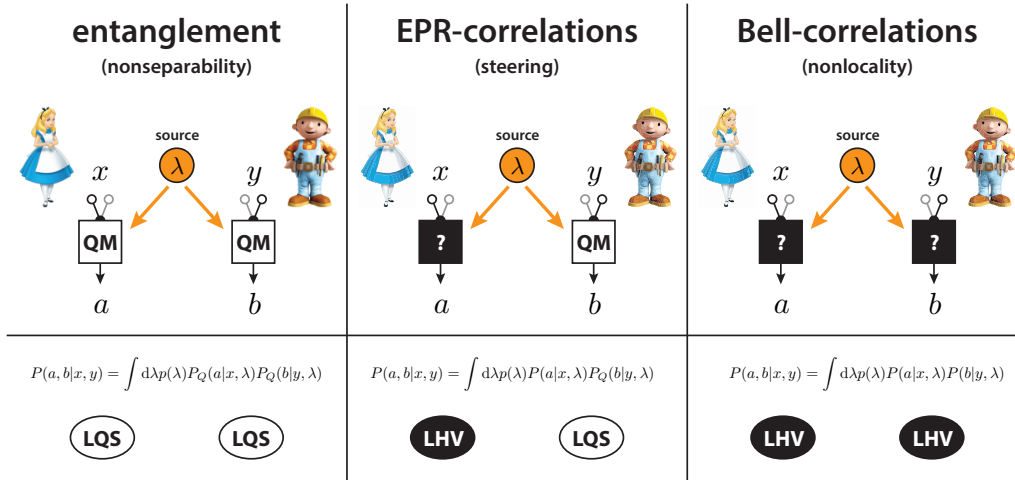 entanglement
(nonseparability)
source
λ
x
y
QM
QM
a
b
P(a, b|x, y) = ∫ dλp(λ)P_Q(a|x, λ)P_Q(b|y, λ)
LQS
LQS
EPR-correlations
(steering)
source
λ
x
y
?
QM
a
b
P(a, b|x, y) = ∫ dλp(λ)P(a|x, λ)P_Q(b|y, λ)
LHV
LQS
Bell-correlations
(nonlocality)
source
λ
x
y
?
?
a
b
P(a, b|x, y) = ∫ dλp(λ)P(a|x, λ)P(b|y, λ)
LHV
LHV